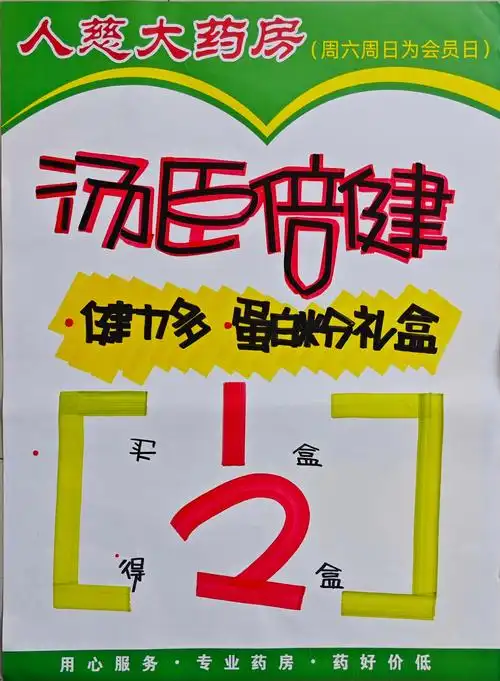 人慈大药房（周六周日为会员日）
汤臣倍健
·健力多·蛋白粉礼盒
买1盒
得2盒
用心服务·专业药房·药好价低